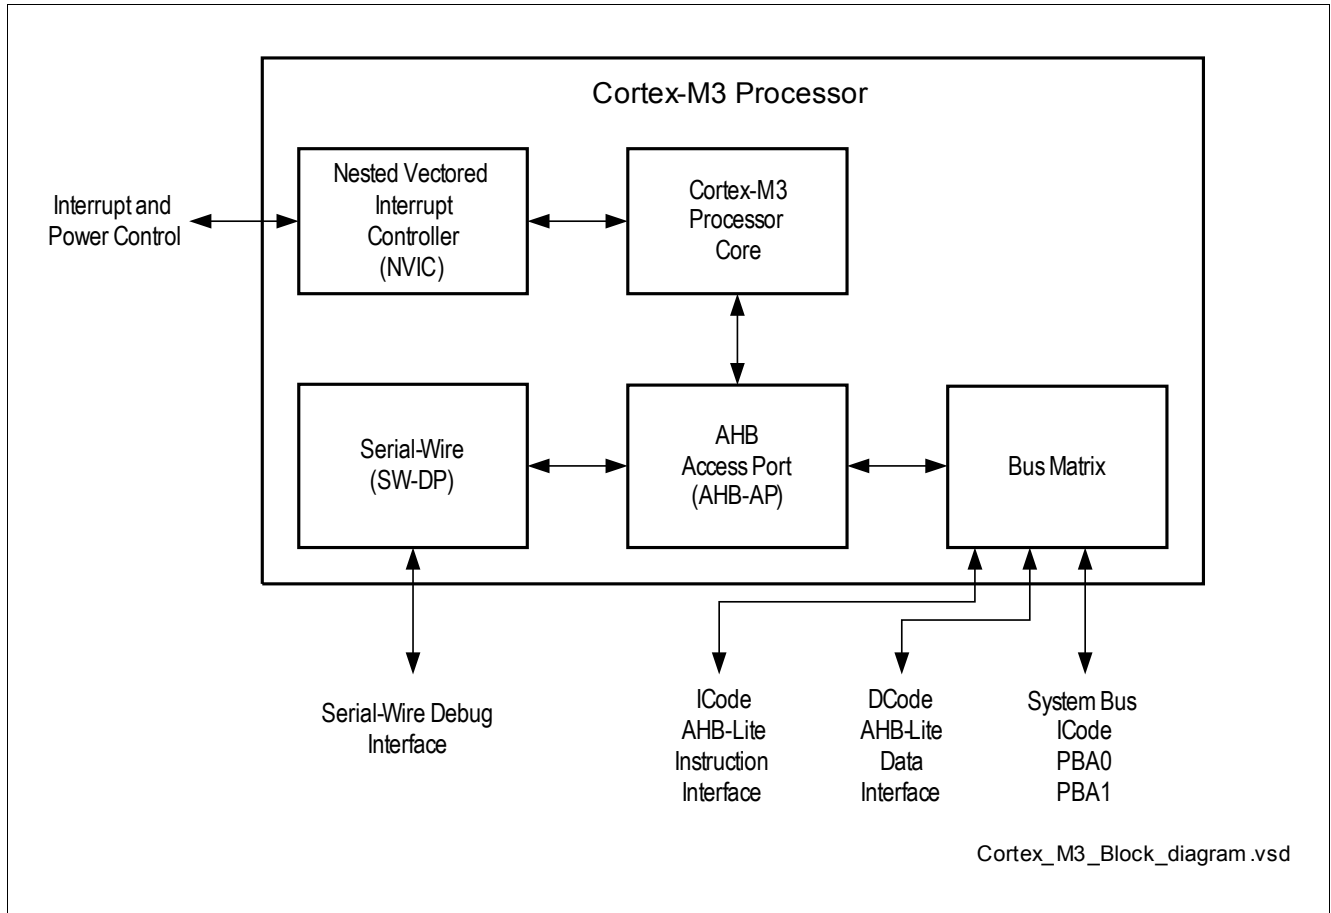 Cortex-M3 Processor
Nested Vectored
Interrupt
Controller
(NVIC)
Cortex-M3
Processor
Core
Interrupt and
Power Control
Serial-Wire
(SW-DP)
AHB
Access Port
(AHB-AP)
Bus Matrix
Serial-Wire Debug
Interface
ICode
AHB-Lite
Instruction
Interface
DCode
AHB-Lite
Data
Interface
System Bus
ICode
PBA0
PBA1
Cortex_M3_Block_diagram.vsd